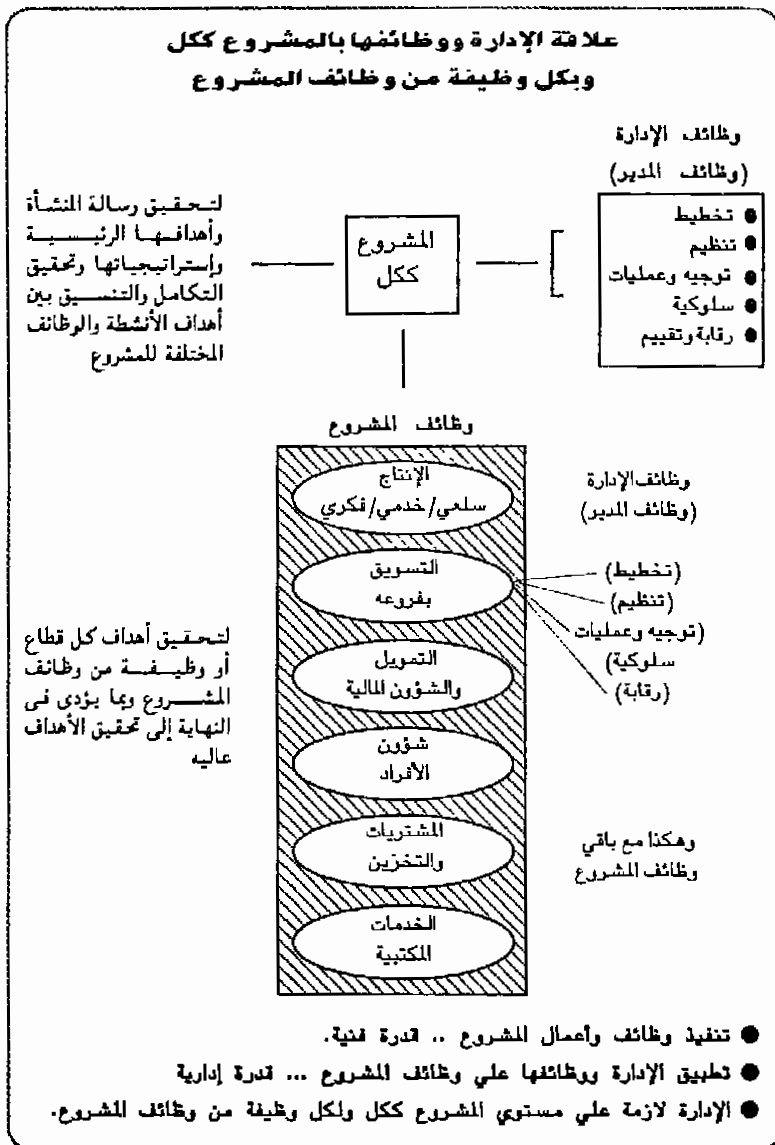 علاقة الإدارة ووظائفها بالمشروع ككل
وبكل وظيفة من وظائف المشروع
وظائف الإدارة
(وظائف المدير)
● تخطيط
● تنظيم
● توجيه وعمليات
● سلوكية
● رقابة وتقييم
المشروع
ككل
لتحقيق رسالة المنشأة
وأهدافها الرئيسية
وإستراتيجياتها وتحقيق
التكامل والتنسيق بين
أهداف الأنشطة والوظائف
المختلفة للمشروع
وظائف المشروع
الإنتاج
سلعي/خدمي/فكري
التسويق
بفروعه
التمويل
والشؤون المالية
شؤون
الأفراد
المشتريات
والتخزين
الخدمات
المكتبية
وظائف الإدارة
(وظائف المدير)
(تخطيط)
(تنظيم)
(توجيه وعمليات
سلوكية)
(رقابة)
وهكذا مع باقي
وظائف المشروع
لتحقيق أهداف كل قطاع
أو وظيفة من وظائف
المشروع وبما يؤدى فى
النهاية إلى تحقيق الأهداف
عاليه
● تنفيذ وظائف وأعمال المشروع .. قدرة فنية.
● تطبيق الإدارة ووظائفها علي وظائف المشروع ... قدرة إدارية
● الإدارة لازمة علي مستوي المشروع ككل ولكل وظيفة من وظائف المشروع.